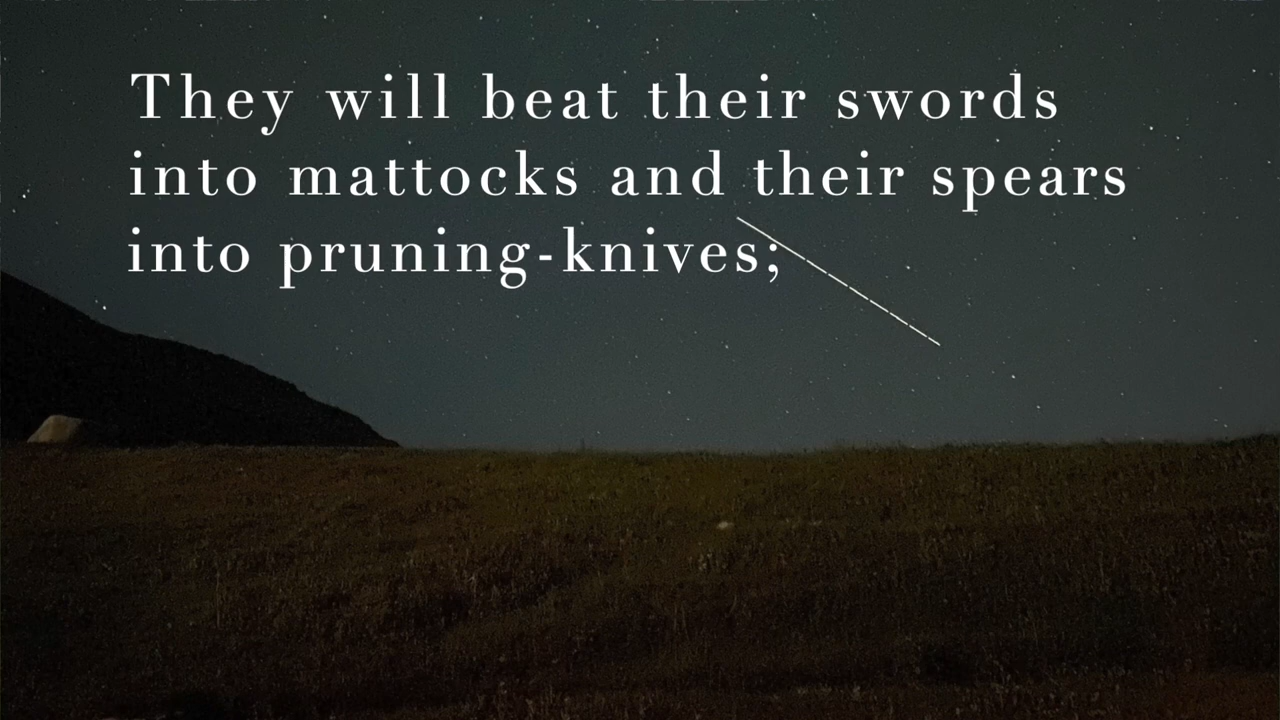 They will beat their swords
into mattocks and their spears
into pruning-knives;